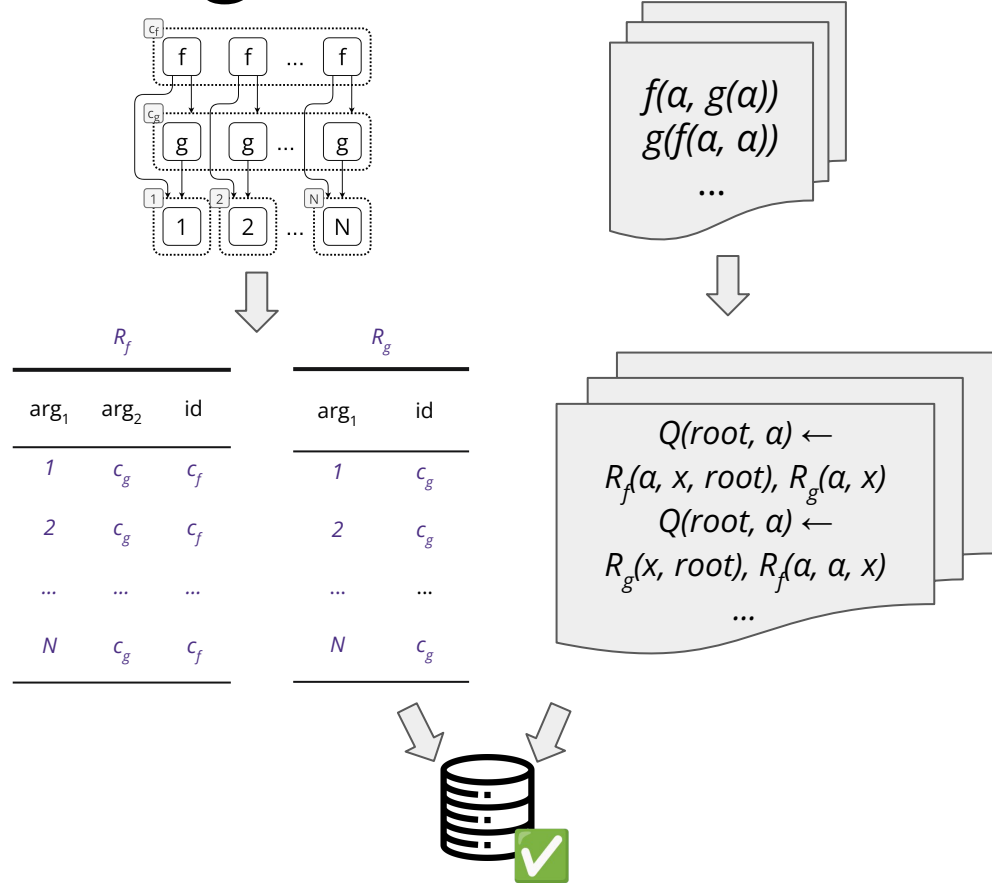 c_f
f f ... f
c_g
g g ... g
1 2 N
1 2 ... N
f(a, g(a))
g(f(a, a))
...
R_f
arg_1 arg_2 id
1 c_g c_f
2 c_g c_f
... ... ...
N c_g c_f
R_g
arg_1 id
1 c_g
2 c_g
... ...
N c_g
Q(root, a) ←
R_f(a, x, root), R_g(a, x)
Q(root, a) ←
R_g(x, root), R_f(a, a, x)
...